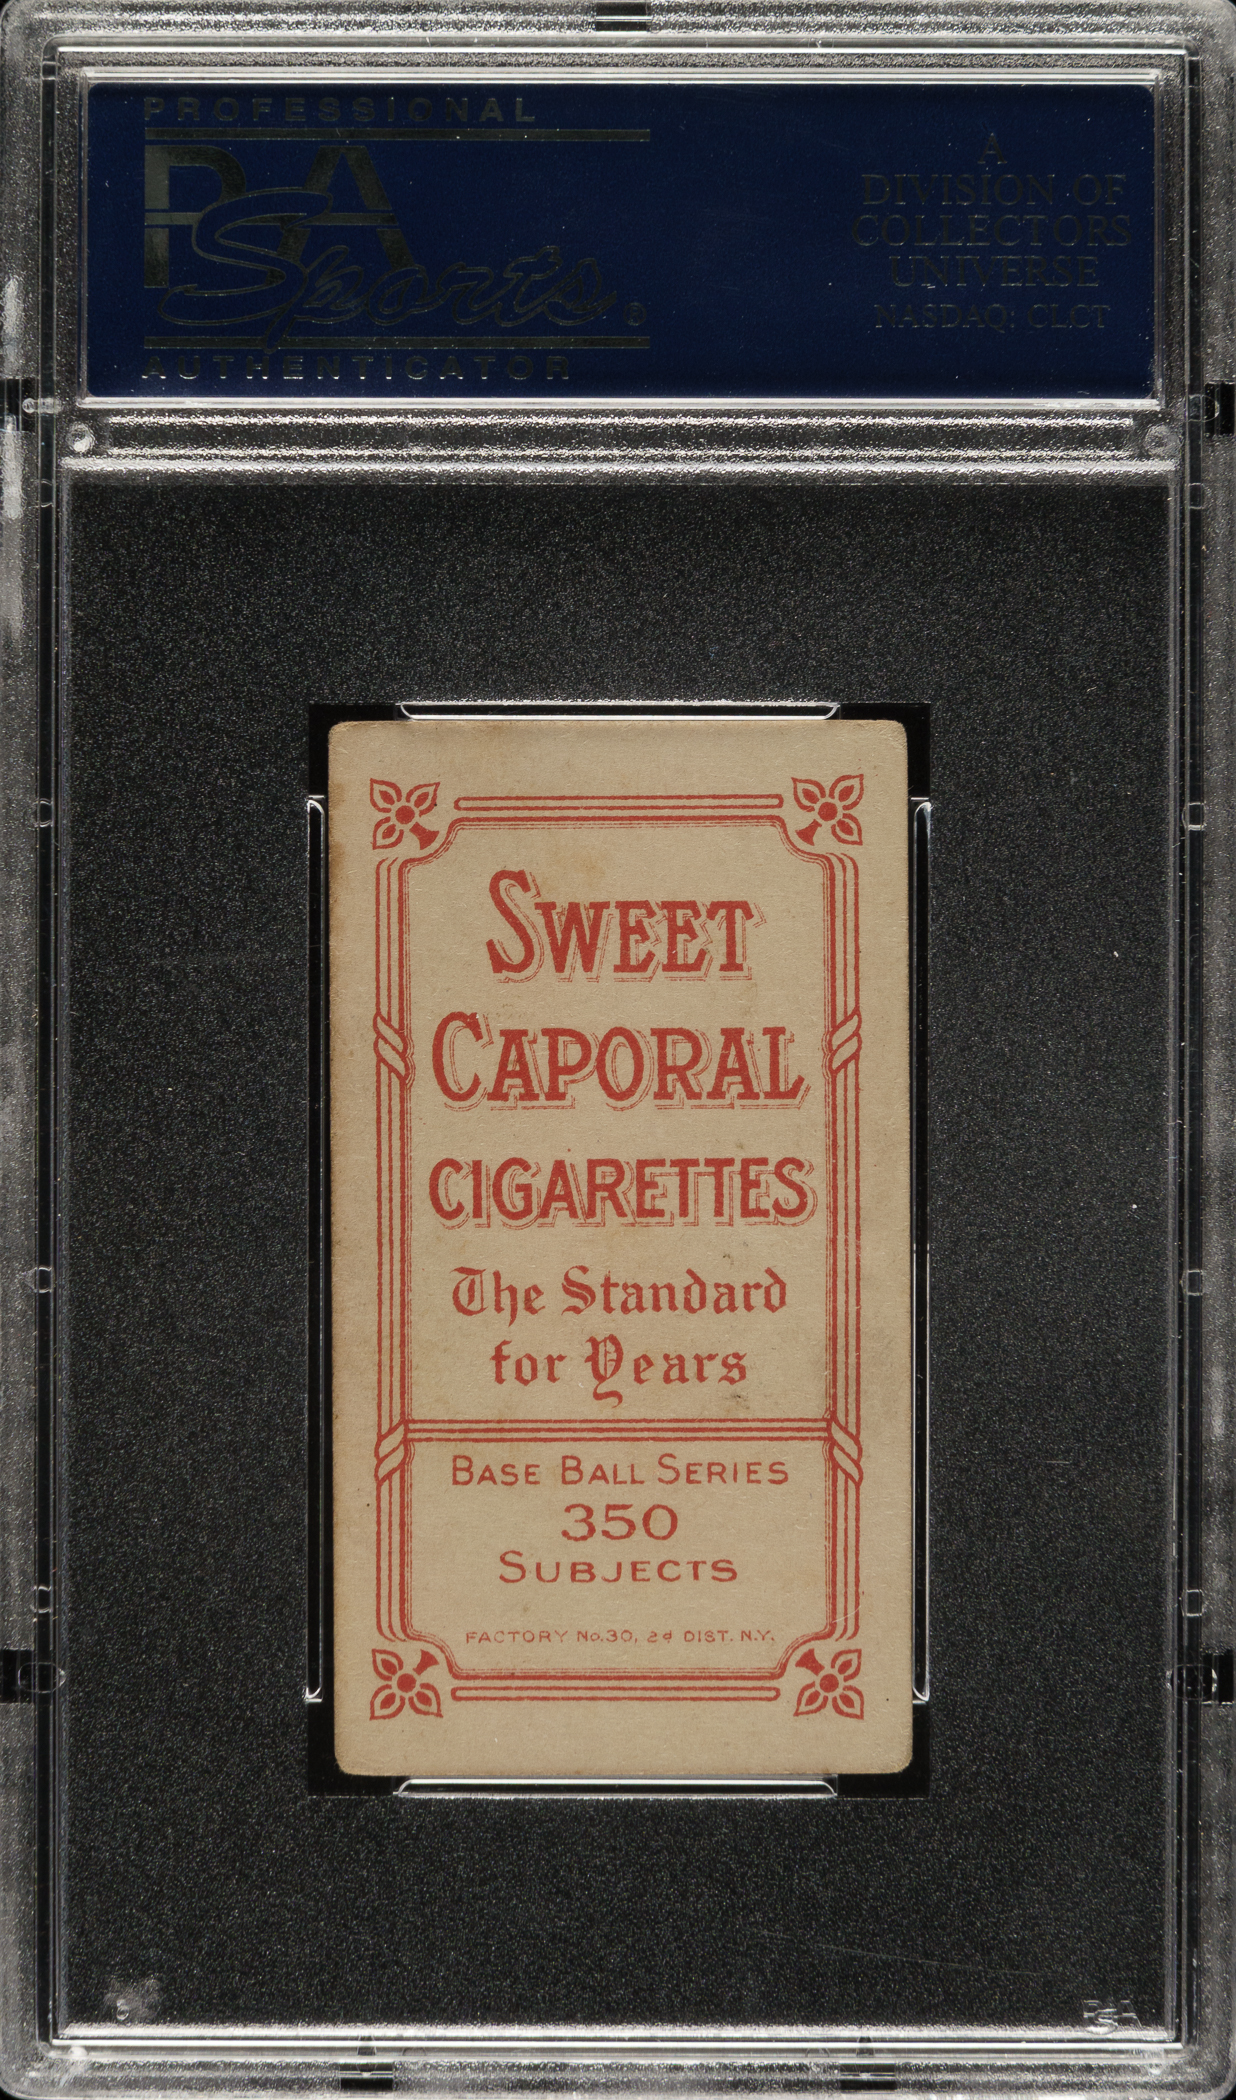 PROFESSIONAL
PSA
Sports®
AUTHENTICATOR
A
DIVISION OF
COLLECTORS
UNIVERSE
NASDAQ: CLCT
SWEET
CAPORAL
CIGARETTES
The Standard
for Years
BASE BALL SERIES
350
SUBJECTS
FACTORY No.30, 2d DIST. N.Y.
PSA